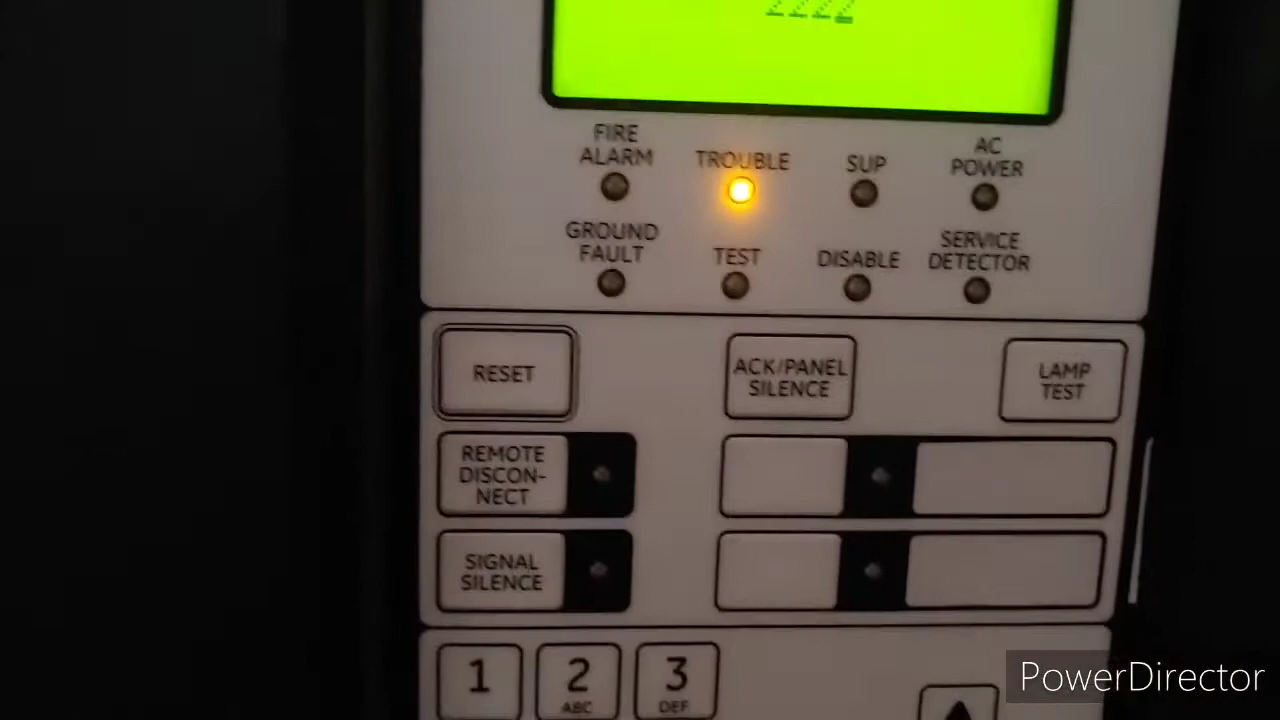 2222
FIRE
ALARM
TROUBLE
SUP
AC
POWER
GROUND
FAULT
TEST
DISABLE
SERVICE
DETECTOR
RESET
ACK/PANEL
SILENCE
LAMP
TEST
REMOTE
DISCON-
NECT
SIGNAL
SILENCE
1
2
ABC
3
DEF
PowerDirector